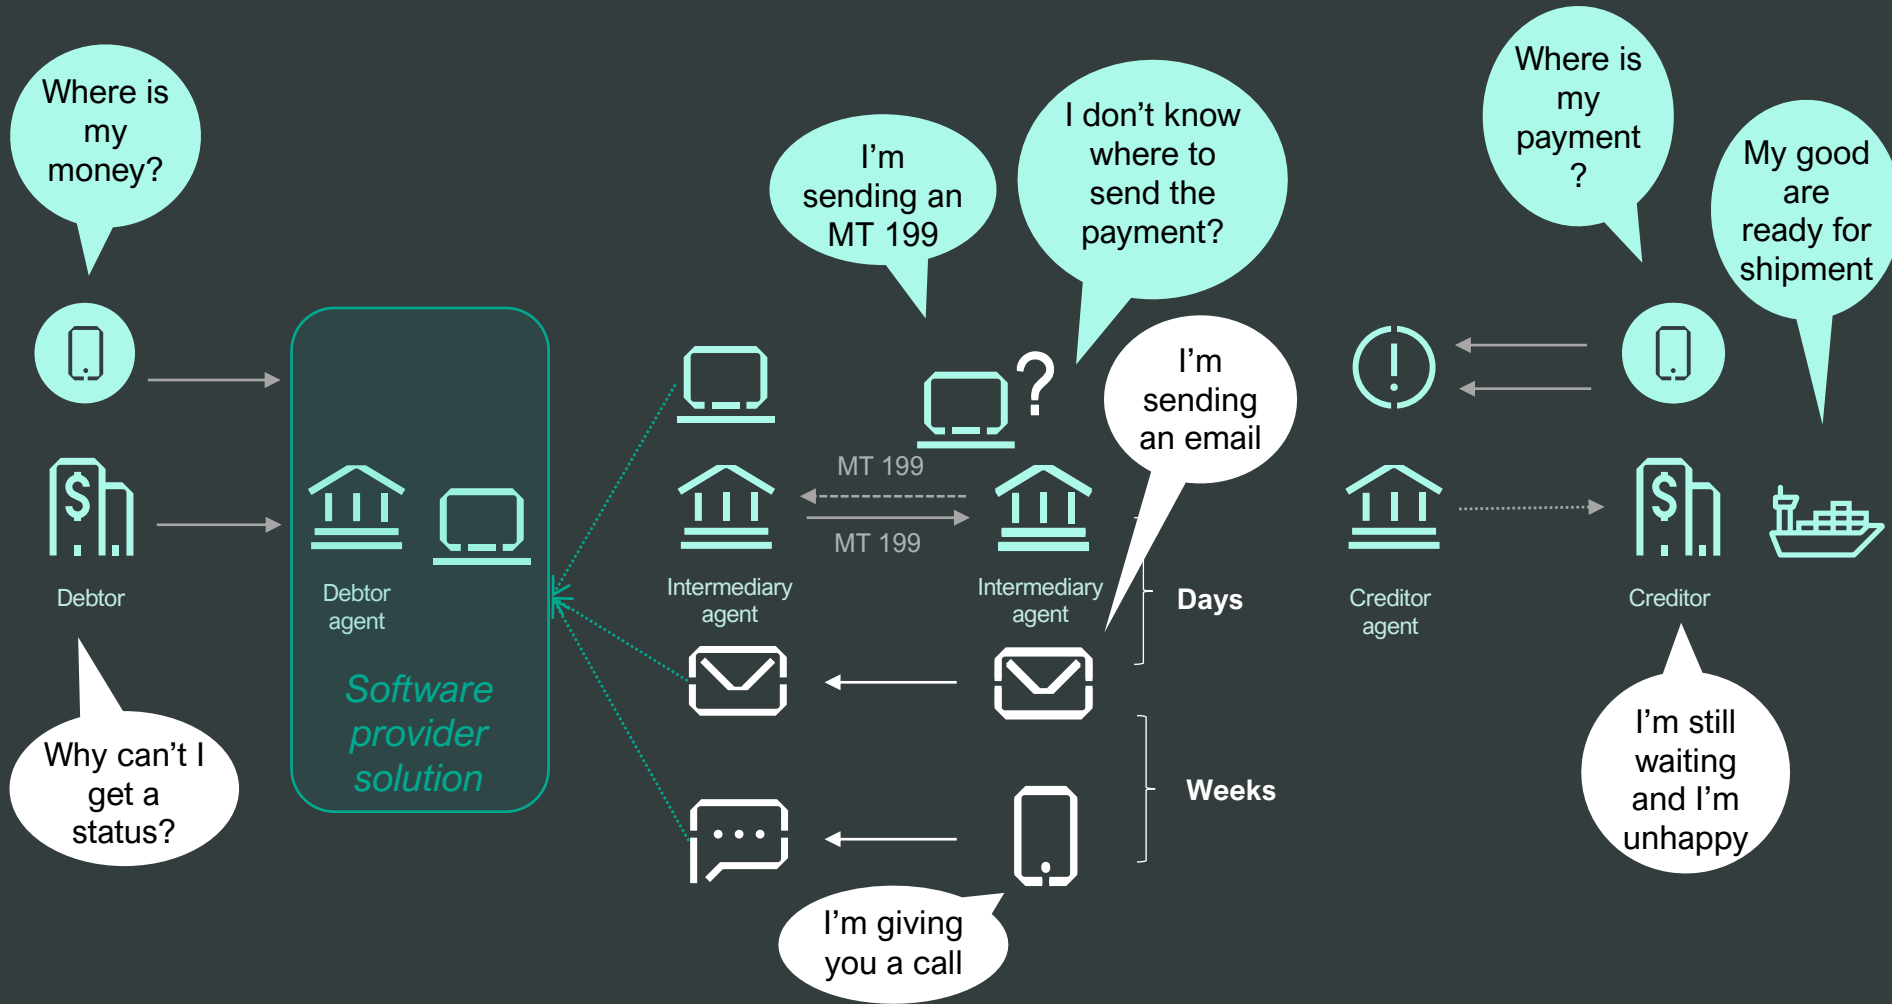 Where is
my
money?
I'm
sending an
MT 199
I don't know
where to
send the
payment?
Where is
my
payment
?
My good
are
ready for
shipment
I'm
sending
an email
MT 199
MT 199
Debtor
Debtor
agent
Intermediary
agent
Intermediary
agent
Days
Creditor
agent
Creditor
Software
provider
solution
Why can't I
get a
status?
Weeks
I'm still
waiting
and I'm
unhappy
I'm giving
you a call